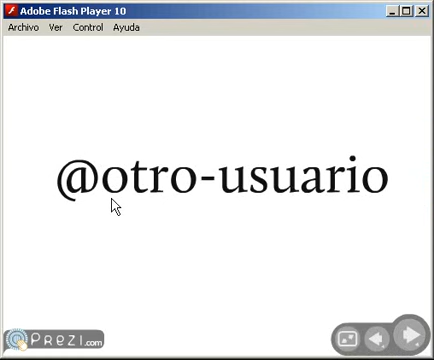 Adobe Flash Player 10
Archivo Ver Control Ayuda
@otro-usuario
PREZI.com